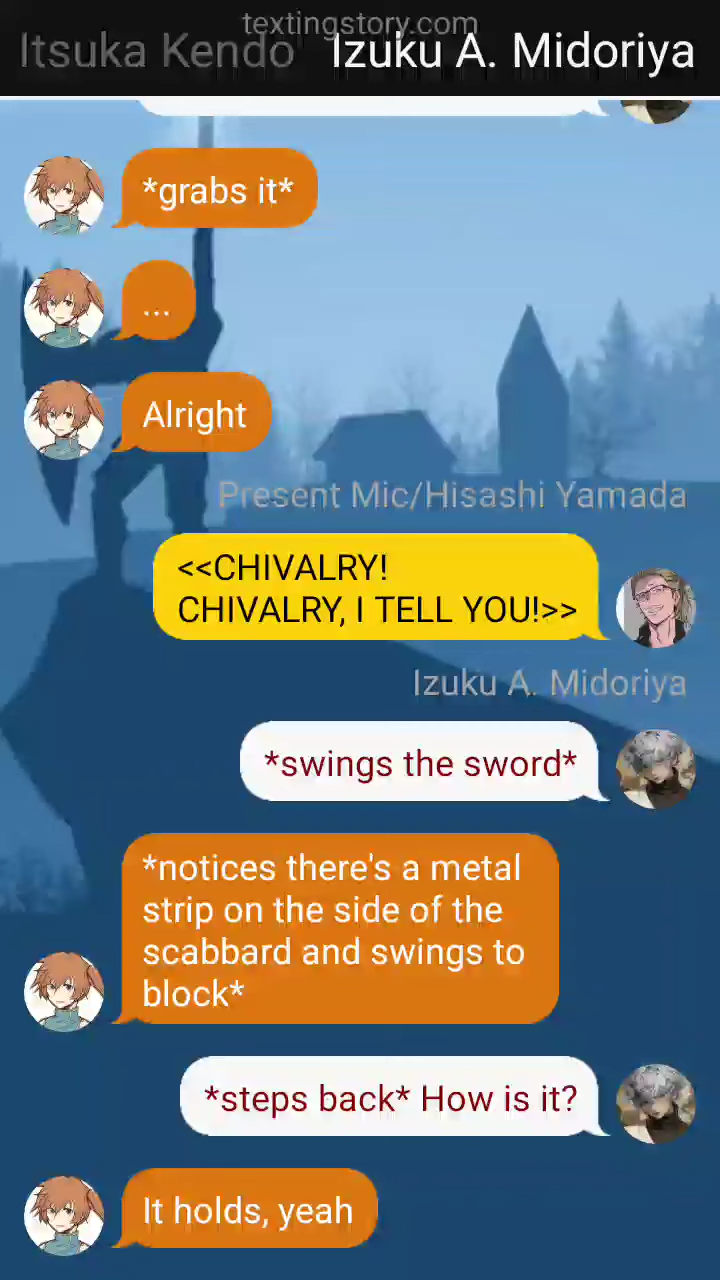 textingstory.com
Itsuka Kendo Izuku A. Midoriya
*grabs it*
...
Alright
Present Mic/Hisashi Yamada
<<CHIVALRY!
CHIVALRY, I TELL YOU!>>
Izuku A. Midoriya
*swings the sword*
*notices there's a metal
strip on the side of the
scabbard and swings to
block*
*steps back* How is it?
It holds, yeah